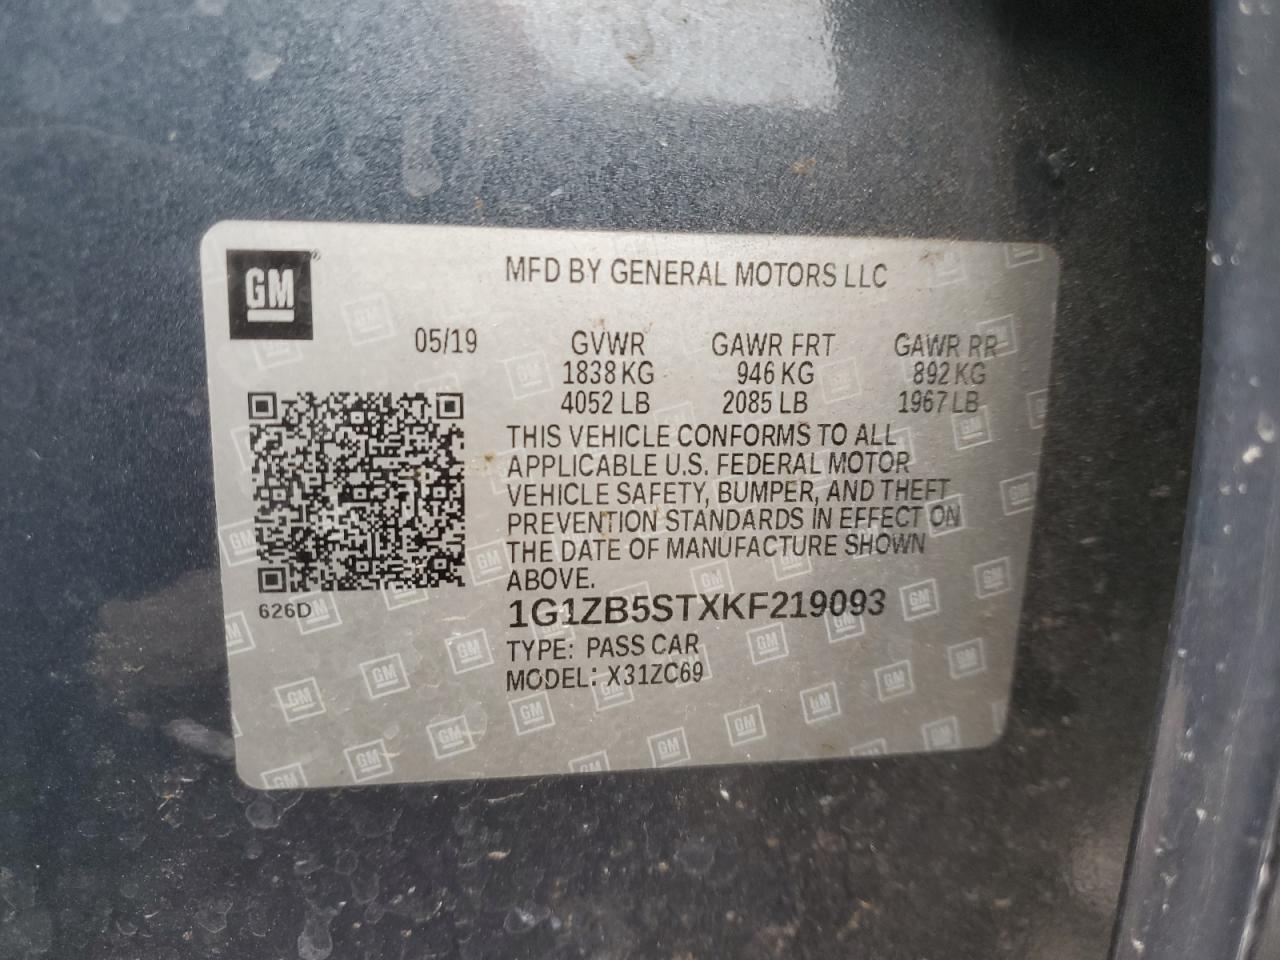 GM
MFD BY GENERAL MOTORS LLC
05/19 GVWR GAWR FRT GAWR RR
1838 KG 946 KG 892 KG
4052 LB 2085 LB 1967 LB
THIS VEHICLE CONFORMS TO ALL
APPLICABLE U.S. FEDERAL MOTOR
VEHICLE SAFETY, BUMPER, AND THEFT
PREVENTION STANDARDS IN EFFECT ON
THE DATE OF MANUFACTURE SHOWN
ABOVE.
626D
1G1ZB5STXKF219093
TYPE: PASS CAR
MODEL: X31ZC69